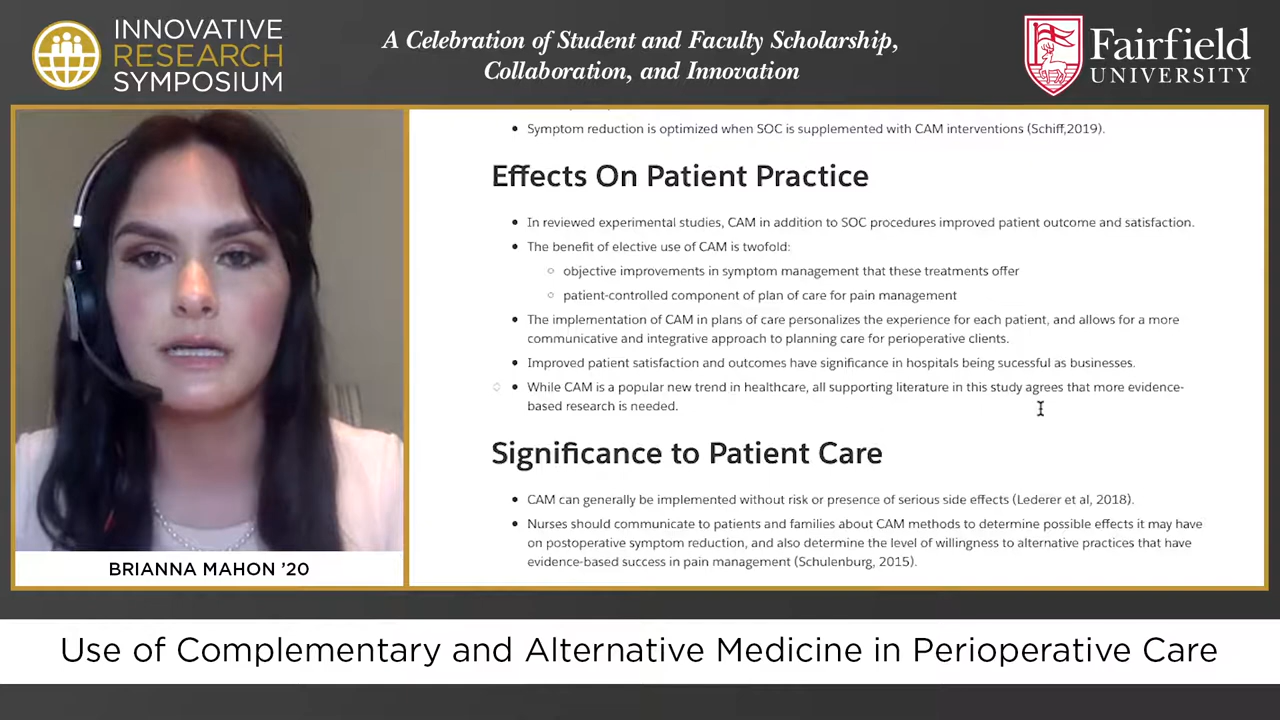 INNOVATIVE
RESEARCH
SYMPOSIUM
A Celebration of Student and Faculty Scholarship,
Collaboration, and Innovation
Fairfield
UNIVERSITY
• Symptom reduction is optimized when SOC is supplemented with CAM interventions (Schiff,2019).
Effects On Patient Practice
• In reviewed experimental studies, CAM in addition to SOC procedures improved patient outcome and satisfaction.
• The benefit of elective use of CAM is twofold:
○ objective improvements in symptom management that these treatments offer
○ patient-controlled component of plan of care for pain management
• The implementation of CAM in plans of care personalizes the experience for each patient, and allows for a more
communicative and integrative approach to planning care for perioperative clients.
• Improved patient satisfaction and outcomes have significance in hospitals being sucessful as businesses.
• While CAM is a popular new trend in healthcare, all supporting literature in this study agrees that more evidence-
based research is needed.
Significance to Patient Care
• CAM can generally be implemented without risk or presence of serious side effects (Lederer et al, 2018).
• Nurses should communicate to patients and families about CAM methods to determine possible effects it may have
on postoperative symptom reduction, and also determine the level of willingness to alternative practices that have
evidence-based success in pain management (Schulenburg, 2015).
BRIANNA MAHON ’20
Use of Complementary and Alternative Medicine in Perioperative Care